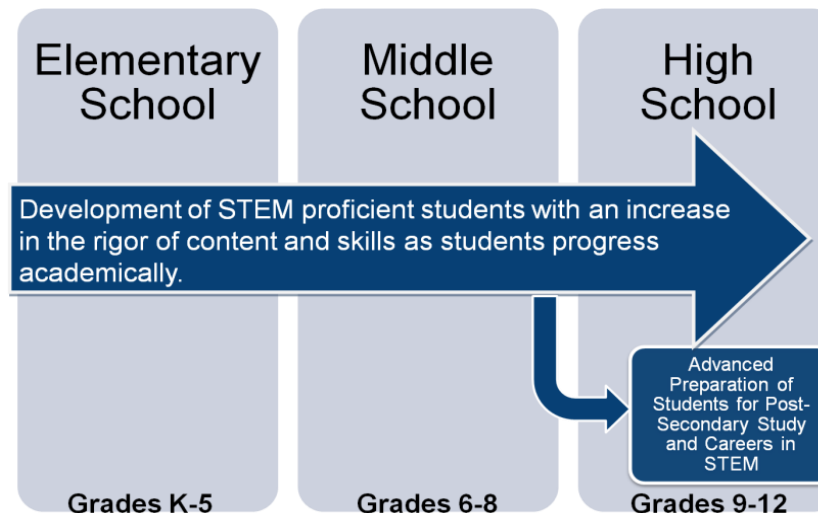 Elementary
School
Middle
School
High
School
Development of STEM proficient students with an increase
in the rigor of content and skills as students progress
academically.
Advanced
Preparation of
Students for Post-
Secondary Study
and Careers in
STEM
Grades K-5
Grades 6-8
Grades 9-12